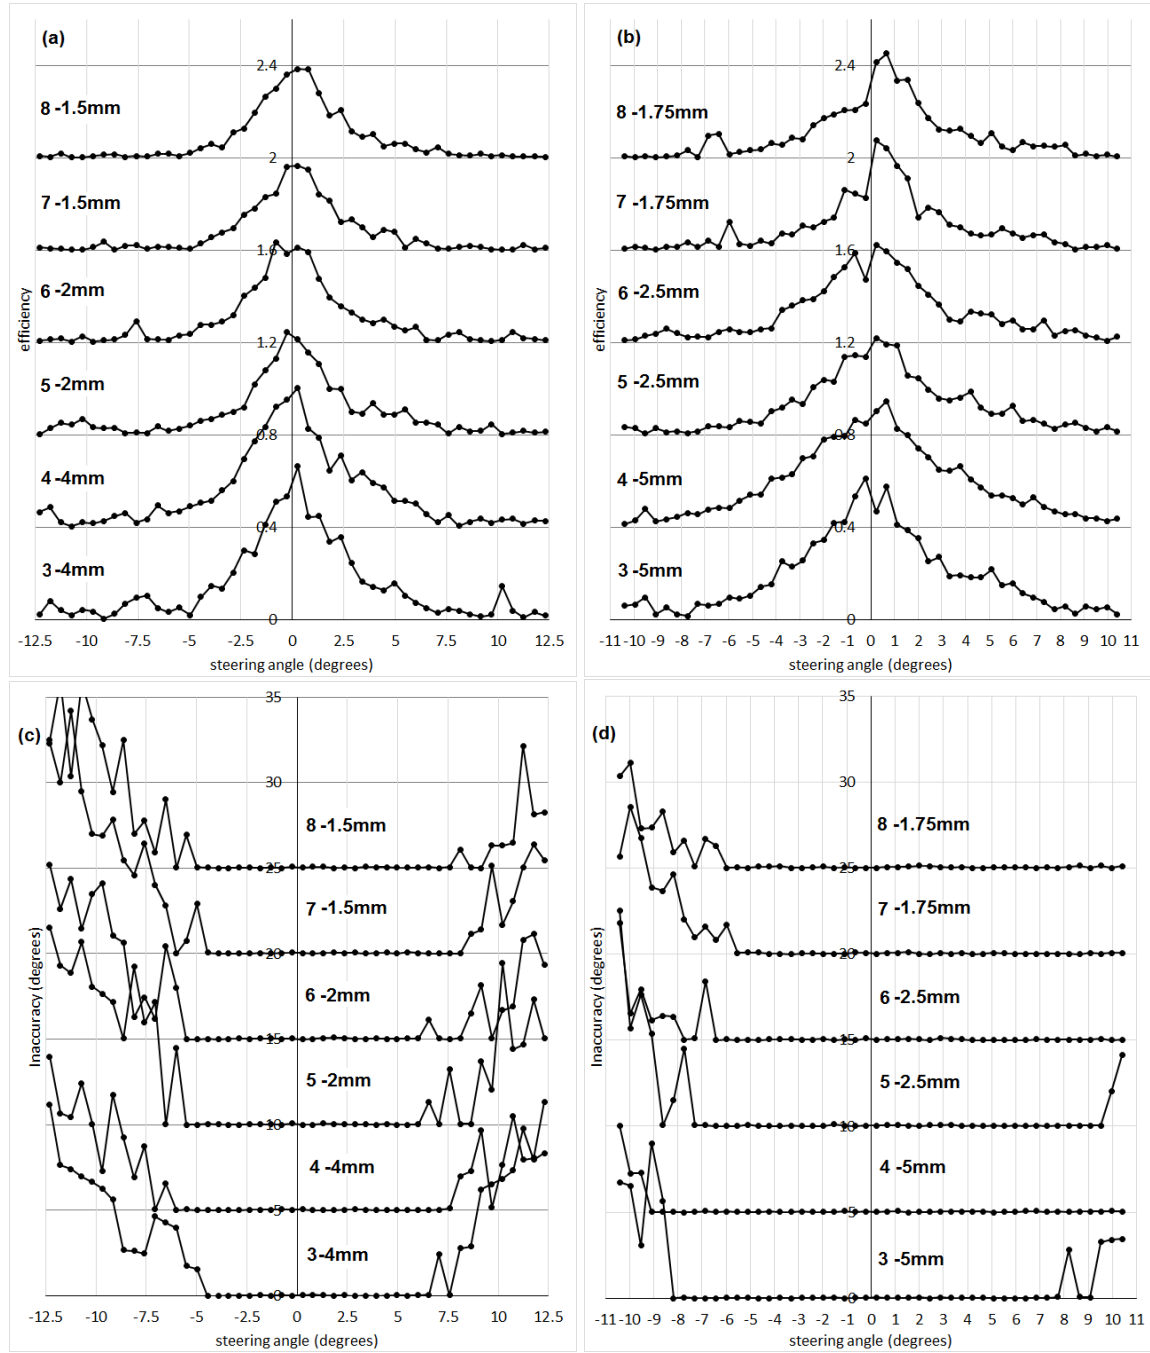 (a)
2.4
8 -1.5mm
2
7 -1.5mm
1.6
6 -2mm
1.2
5 -2mm
0.8
4 -4mm
0.4
3 -4mm
0
efficiency
-12.5 -10 -7.5 -5 -2.5 0 2.5 5 7.5 10 12.5
steering angle (degrees)
(b)
2.4
8 -1.75mm
2
7 -1.75mm
1.6
6 -2.5mm
1.2
5 -2.5mm
0.8
4 -5mm
0.4
3 -5mm
0
efficiency
-11 -10 -9 -8 -7 -6 -5 -4 -3 -2 -1 0 1 2 3 4 5 6 7 8 9 10 11
steering angle (degrees)
(c)
35
30
8 -1.5mm
25
7 -1.5mm
20
6 -2mm
15
5 -2mm
10
4 -4mm
5
3 -4mm
0
Inaccuracy (degrees)
-12.5 -10 -7.5 -5 -2.5 0 2.5 5 7.5 10 12.5
steering angle (degrees)
(d)
35
30
8 -1.75mm
25
7 -1.75mm
20
6 -2.5mm
15
5 -2.5mm
10
4 -5mm
5
3 -5mm
0
Inaccuracy (degrees)
-11 -10 -9 -8 -7 -6 -5 -4 -3 -2 -1 0 1 2 3 4 5 6 7 8 9 10 11
steering angle (degrees)